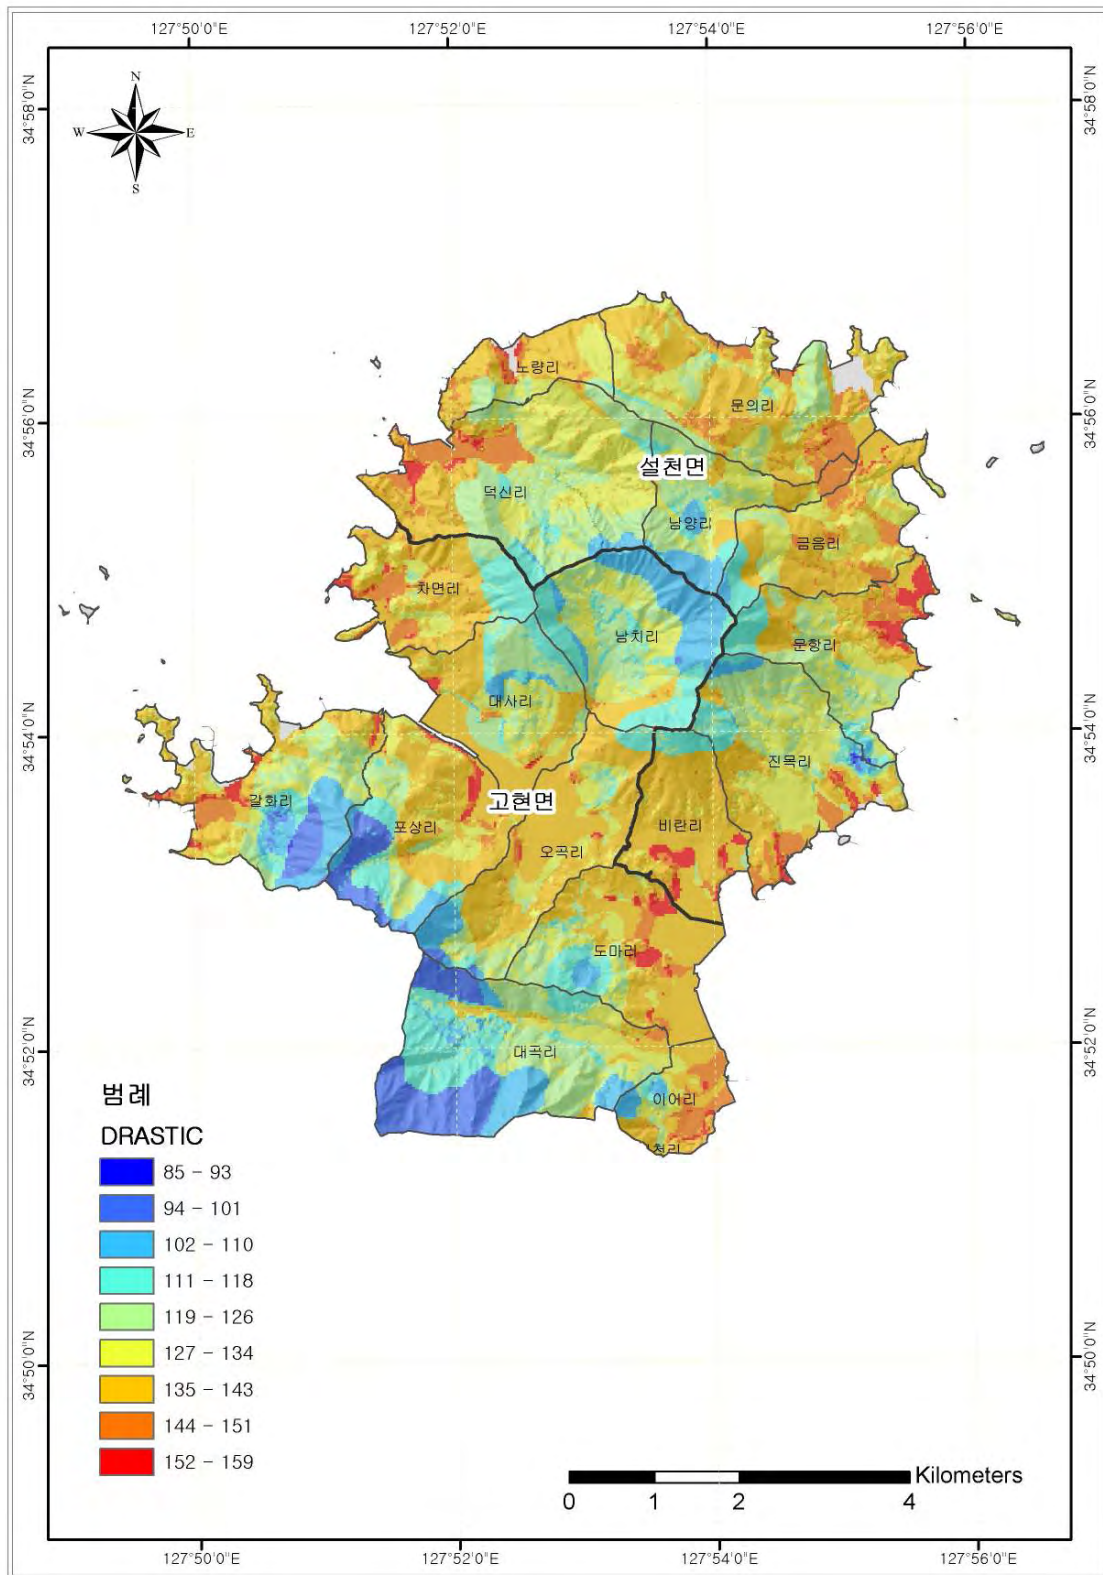 127°50'0"E
127°52'0"E
127°54'0"E
127°56'0"E
34°58'0"N
34°58'0"N
N
W
E
S
노량리
문의리
34°56'0"N
34°56'0"N
설천면
덕신리
남양리
금음리
차면리
남치리
문항리
대사리
34°54'0"N
34°54'0"N
진목리
갈화리
고현면
포상리
비란리
오곡리
도마리
34°52'0"N
34°52'0"N
대곡리
이어리
범례
DRASTIC
85 - 93
94 - 101
102 - 110
111 - 118
119 - 126
127 - 134
135 - 143
144 - 151
152 - 159
34°50'0"N
34°50'0"N
Kilometers
0 1 2 4
127°50'0"E
127°52'0"E
127°54'0"E
127°56'0"E